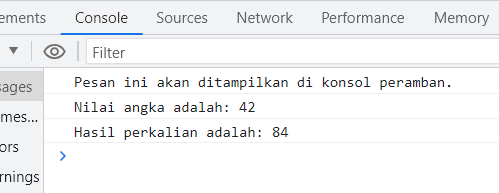 ements Console Sources Network Performance Memory
Filter
sages
mes...
ors
rnings
Pesan ini akan ditampilkan di konsol peramban.
Nilai angka adalah: 42
Hasil perkalian adalah: 84